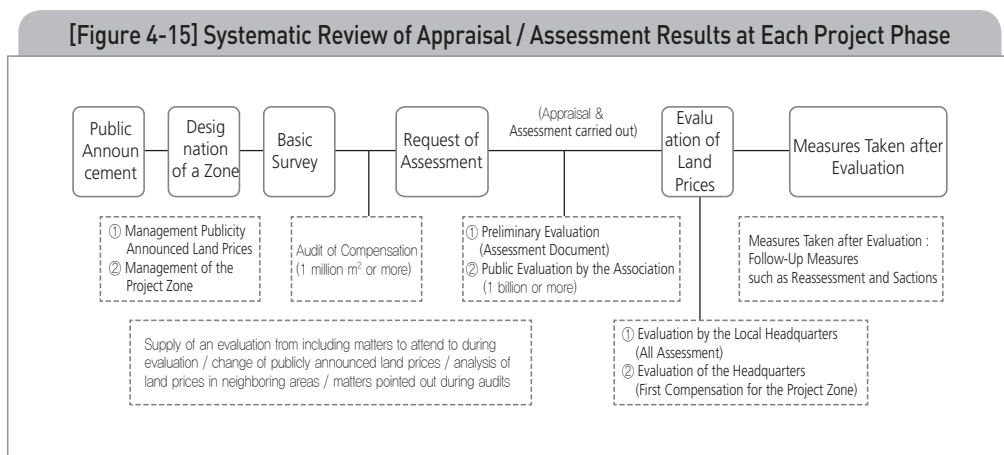 [Figure 4-15] Systematic Review of Appraisal / Assessment Results at Each Project Phase
Public
Announ
cement
Desig
nation
of a Zone
Basic
Survey
Request of
Assessment
(Appraisal &
Assessment carried out)
Evalu
ation of
Land
Prices
Measures Taken after
Evaluation
① Management Publicity
Announced Land Prices
② Management of the
Project Zone
Audit of Compensation
(1 million m² or more)
① Preliminary Evaluation
(Assessment Document)
② Public Evaluation by the Association
(1 billion or more)
Measures Taken after Evaluation :
Follow-Up Measures
such as Reassessment and Sactions
Supply of an evaluation from including matters to attend to during
evaluation / change of publicly announced land prices / analysis of
land prices in neighboring areas / matters pointed out during audits
① Evaluation by the Local Headquarters
(All Assessment)
② Evaluation of the Headquarters
(First Compensation for the Project Zone)